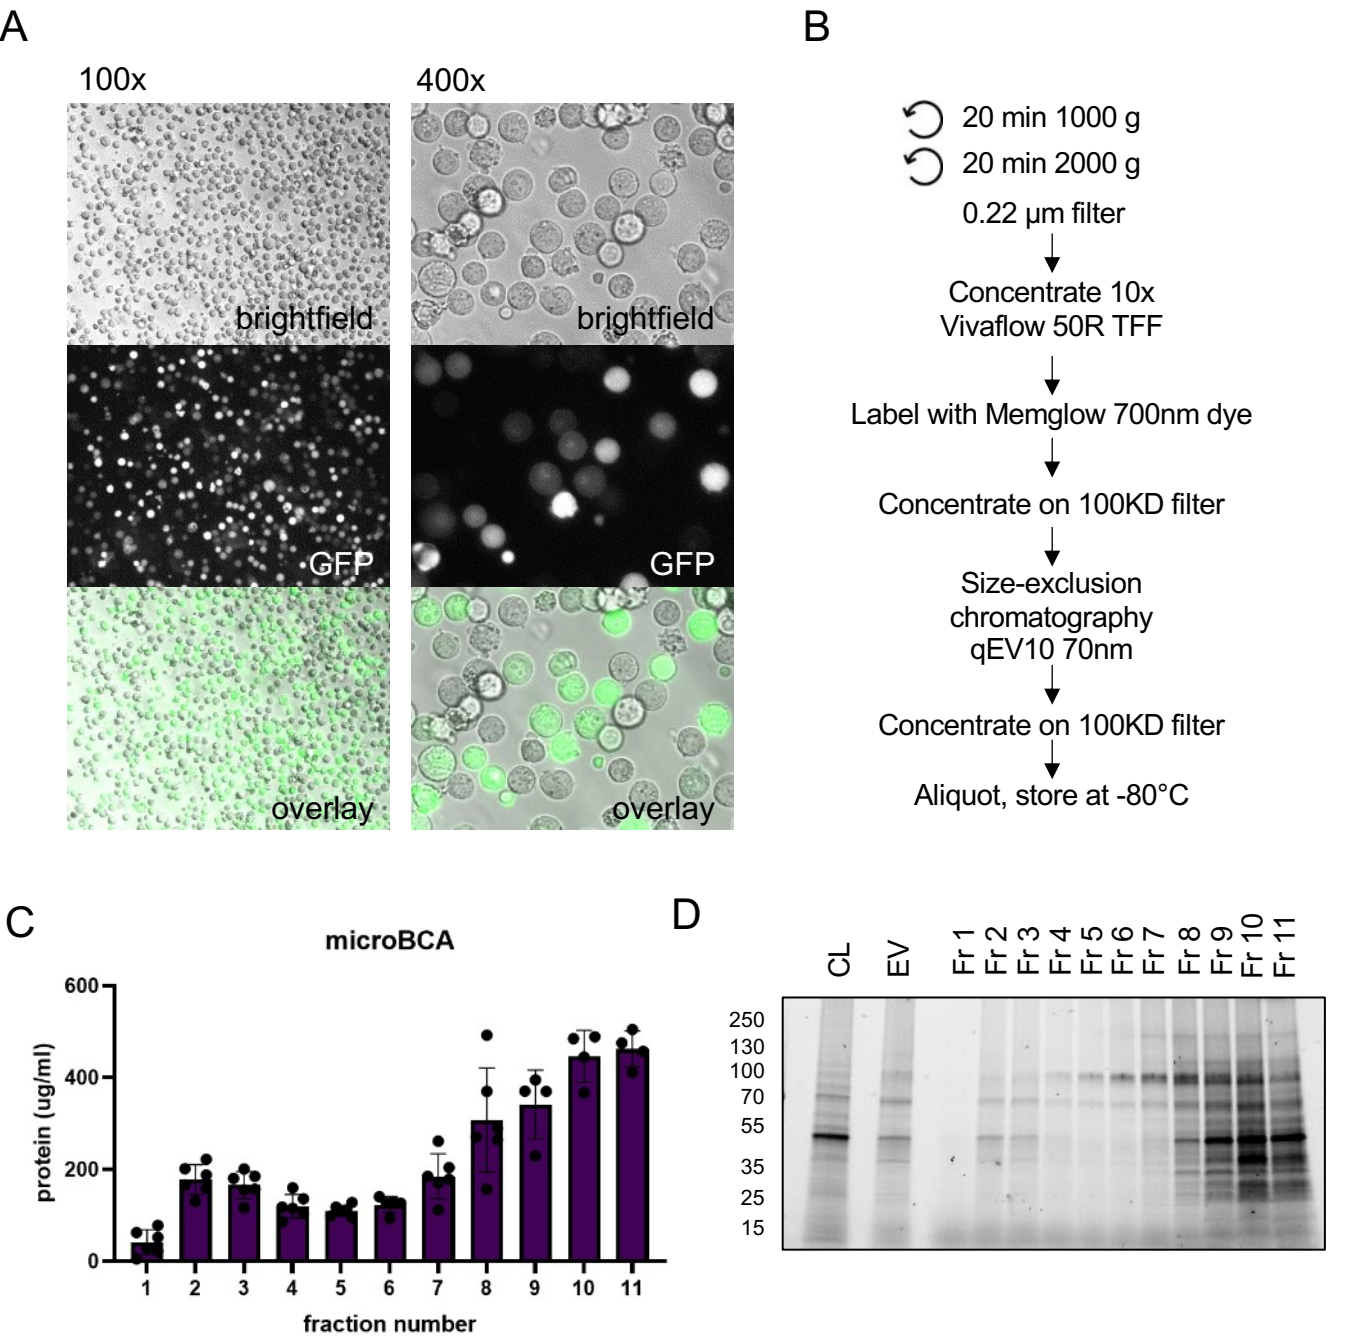 A
100x
400x
brightfield
brightfield
GFP
GFP
overlay
overlay
B
20 min 1000 g
20 min 2000 g
0.22 µm filter
Concentrate 10x
Vivaflow 50R TFF
Label with Memglow 700nm dye
Concentrate on 100KD filter
Size-exclusion
chromatography
qEV10 70nm
Concentrate on 100KD filter
Aliquot, store at -80°C
C
microBCA
protein (ug/ml)
600
400
200
0
1 2 3 4 5 6 7 8 9 10 11
fraction number
D
CL EV Fr 1 Fr 2 Fr 3 Fr 4 Fr 5 Fr 6 Fr 7 Fr 8 Fr 9 Fr 10 Fr 11
250
130
100
70
55
35
25
15